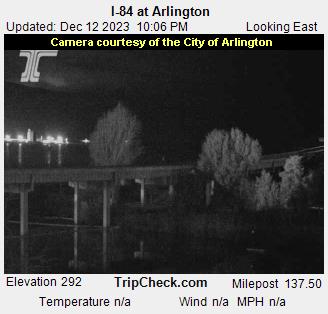 I-84 at Arlington
Updated: Dec 12 2023 10:06 PM Looking East
Camera courtesy of the City of Arlington
Elevation 292 TripCheck.com Milepost 137.50
Temperature n/a Wind n/a MPH n/a